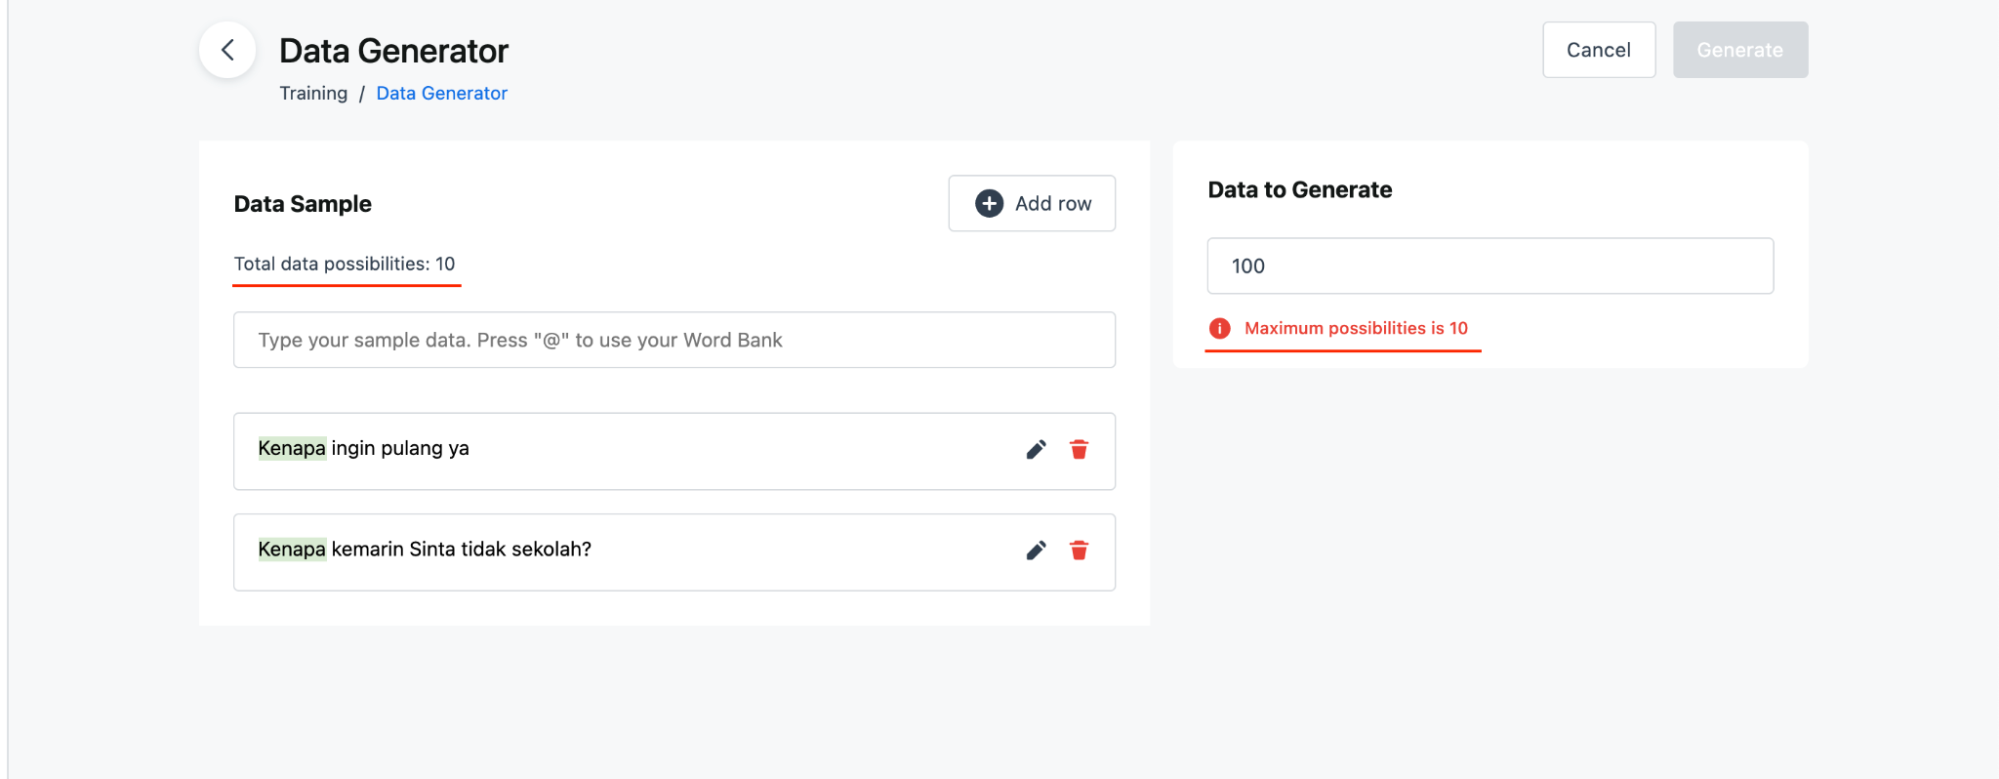 Data Generator
Training / Data Generator
Cancel
Generate
Data Sample
Add row
Total data possibilities: 10
Type your sample data. Press "@" to use your Word Bank
Kenapa ingin pulang ya
Kenapa kemarin Sinta tidak sekolah?
Data to Generate
100
Maximum possibilities is 10